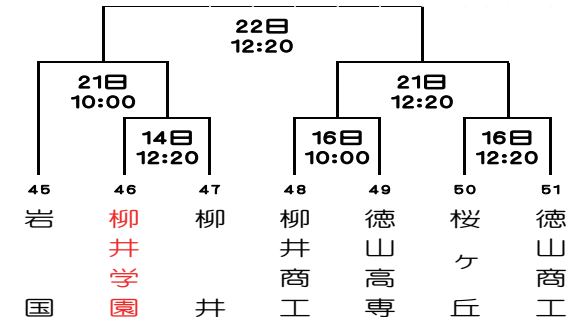 22日
12:20
21日
10:00
21日
12:20
14日
12:20
16日
10:00
16日
12:20
45
46
47
48
49
50
51
岩国
柳井学園
柳井
柳井商工
徳山高専
桜ケ丘
徳山商工